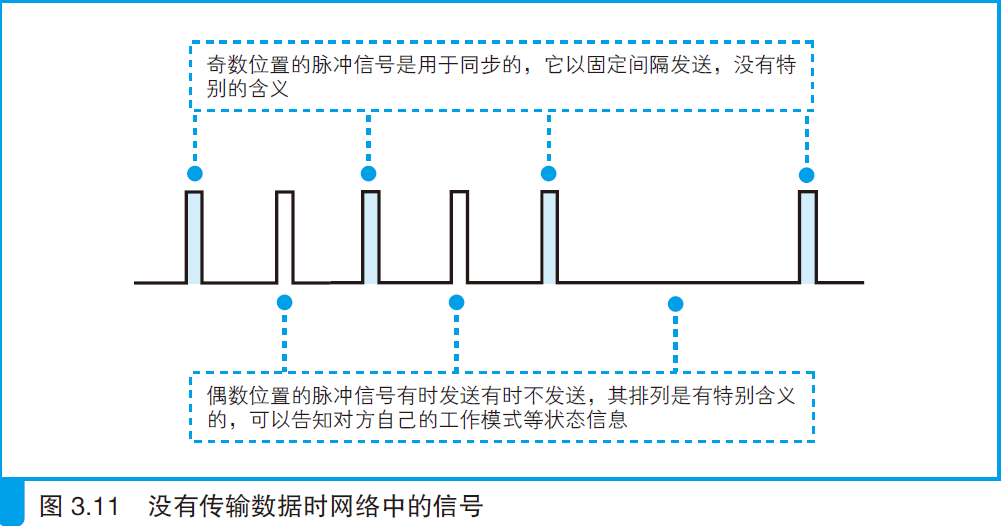 奇数位置的脉冲信号是用于同步的，它以固定间隔发送，没有特
别的含义
偶数位置的脉冲信号有时发送有时不发送，其排列是有特别含义
的，可以告知对方自己的工作模式等状态信息
图 3.11 没有传输数据时网络中的信号